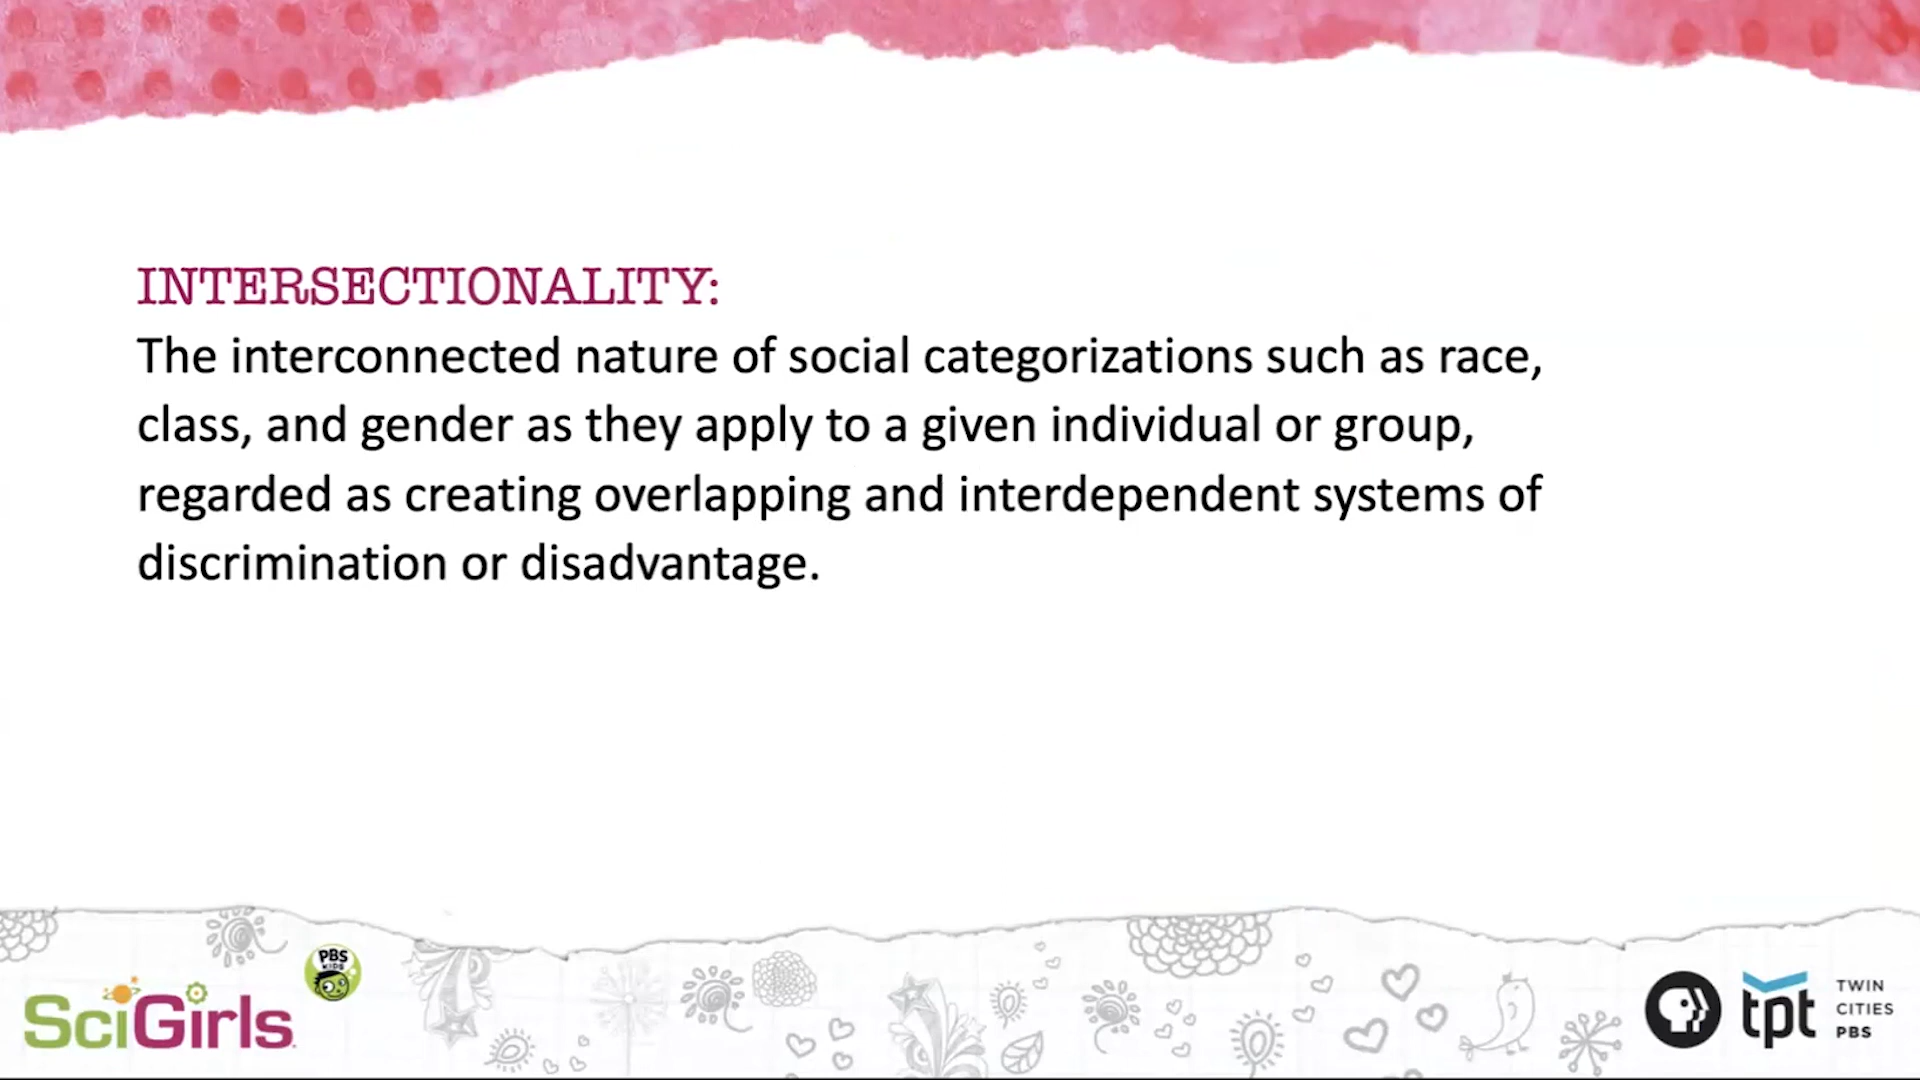 INTERSECTIONALITY:
The interconnected nature of social categorizations such as race,
class, and gender as they apply to a given individual or group,
regarded as creating overlapping and interdependent systems of
discrimination or disadvantage.
PBS
KIDS
SciGirls
tpt
TWIN
CITIES
PBS